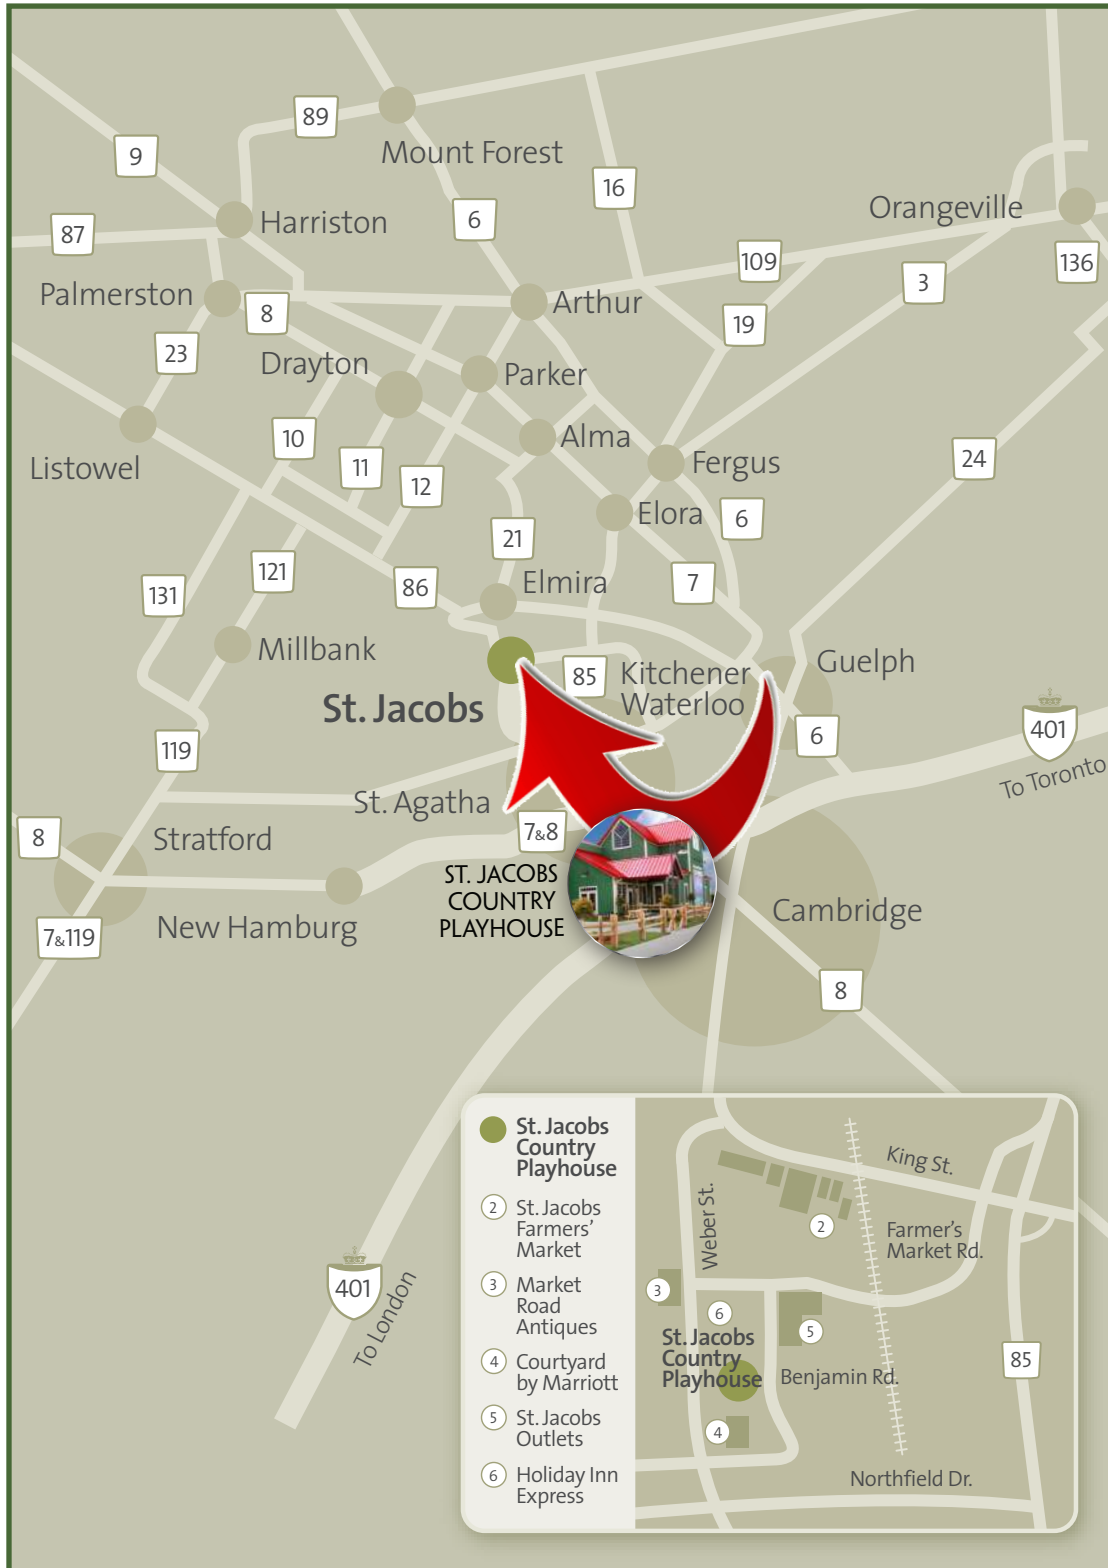 89
Mount Forest
9
16
6
Orangeville
Harriston
87
109
136
3
Palmerston
8
Arthur
19
23
Drayton
Parker
10
Alma
11
12
Listowel
Fergus
24
Elora
6
21
121
86
Elmira
7
131
Millbank
85
Kitchener
Waterloo
Guelph
St. Jacobs
6
401
To Toronto
119
St. Agatha
8
Stratford
7&8
ST. JACOBS
COUNTRY
PLAYHOUSE
New Hamburg
7&119
Cambridge
8
401
To London
St. Jacobs
Country
Playhouse
2 St. Jacobs
Farmers’
Market
3 Market
Road
Antiques
4 Courtyard
by Marriott
5 St. Jacobs
Outlets
6 Holiday Inn
Express
King St.
Weber St.
2
Farmer's
Market Rd.
3
6
5
St. Jacobs
Country
Playhouse
Benjamin Rd.
85
4
Northfield Dr.